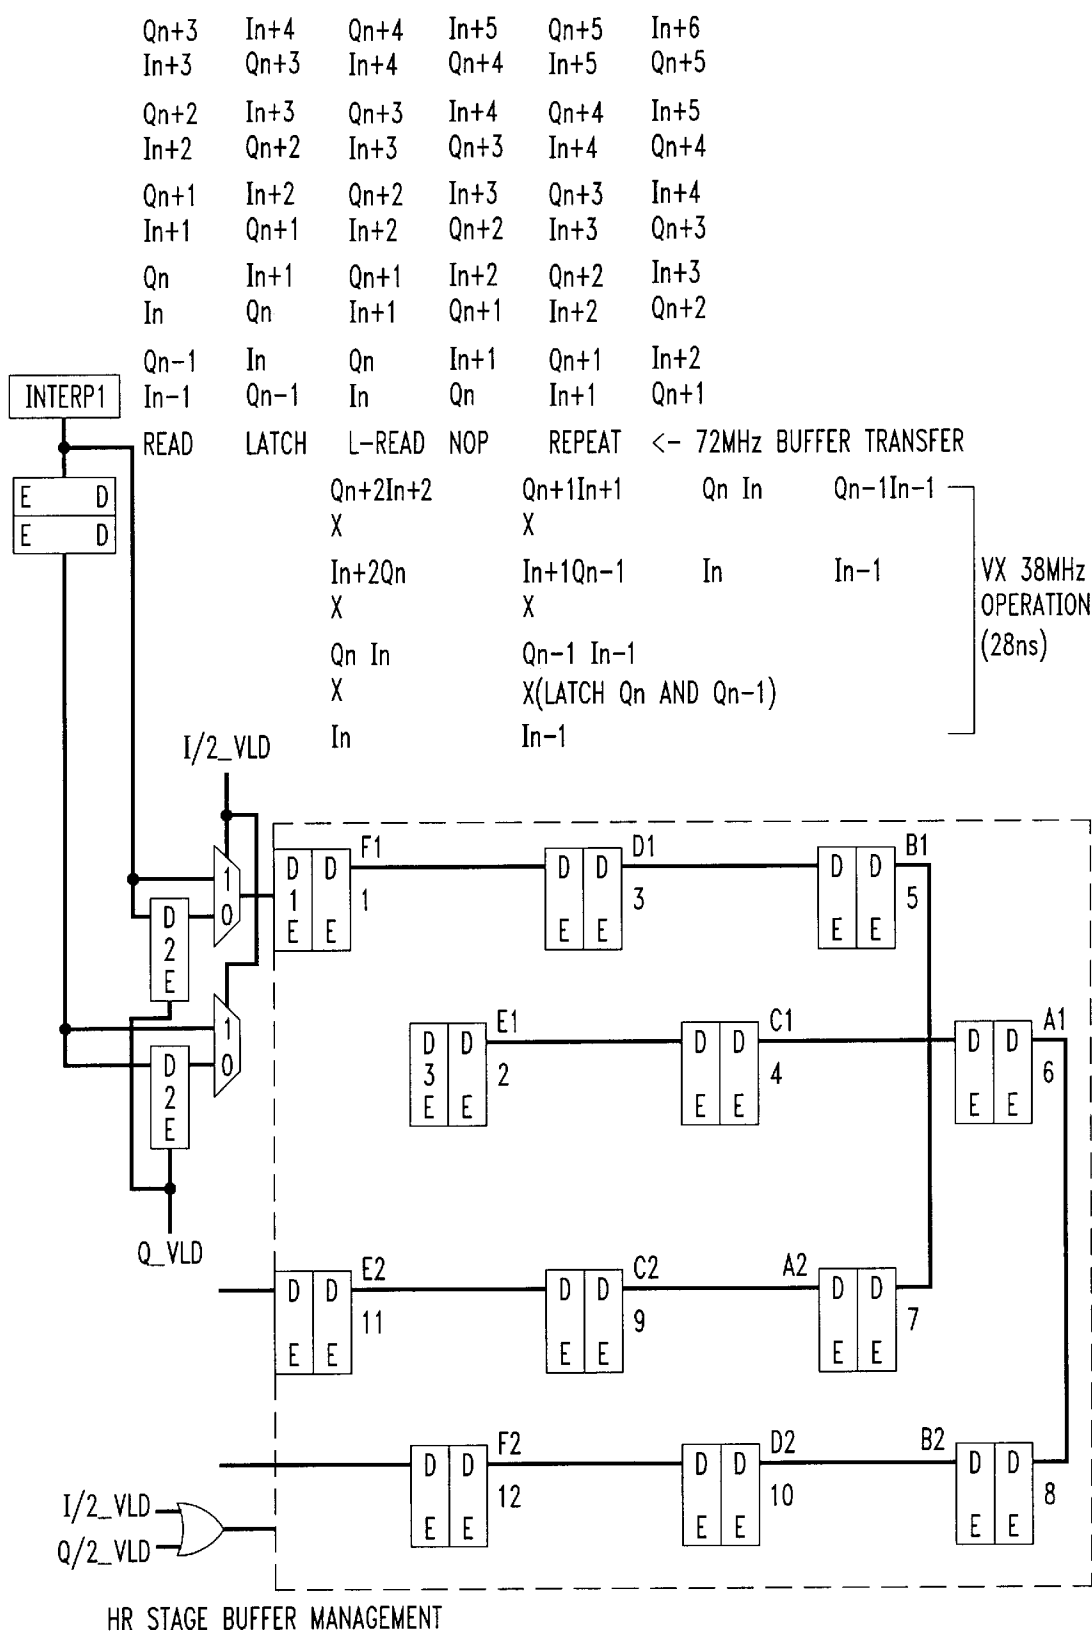 Qn+3 In+4 Qn+4 In+5 Qn+5 In+6
In+3 Qn+3 In+4 Qn+4 In+5 Qn+5
Qn+2 In+3 Qn+3 In+4 Qn+4 In+5
In+2 Qn+2 In+3 Qn+3 In+4 Qn+4
Qn+1 In+2 Qn+2 In+3 Qn+3 In+4
In+1 Qn+1 In+2 Qn+2 In+3 Qn+3
Qn In+1 Qn+1 In+2 Qn+2 In+3
In Qn In+1 Qn+1 In+2 Qn+2
Qn-1 In Qn In+1 Qn+1 In+2
INTERP1 In-1 Qn-1 In Qn In+1 Qn+1
READ LATCH L-READ NOP REPEAT <- 72MHz BUFFER TRANSFER
E D
E D
Qn+2In+2 Qn+1In+1 Qn In Qn-1In-1
X X
In+2Qn In+1Qn-1 In In-1
X X
Qn In Qn-1 In-1
X X(LATCH Qn AND Qn-1)
In In-1
VX 38MHz
OPERATION
(28ns)
I/2_VLD
F1 D1 B1
1 D D D D D D
D 0 1 1 3 5
2 E E E E E E
E
E1 C1 A1
1 D D D D D D
D 0 3 2 4 6
2 E E E E E E
E
Q_VLD
E2 C2 A2
D D D D D D
11 9 7
E E E E E E
F2 D2 B2
D D D D D D
12 10 8
E E E E E E
I/2_VLD
Q/2_VLD
HR STAGE BUFFER MANAGEMENT